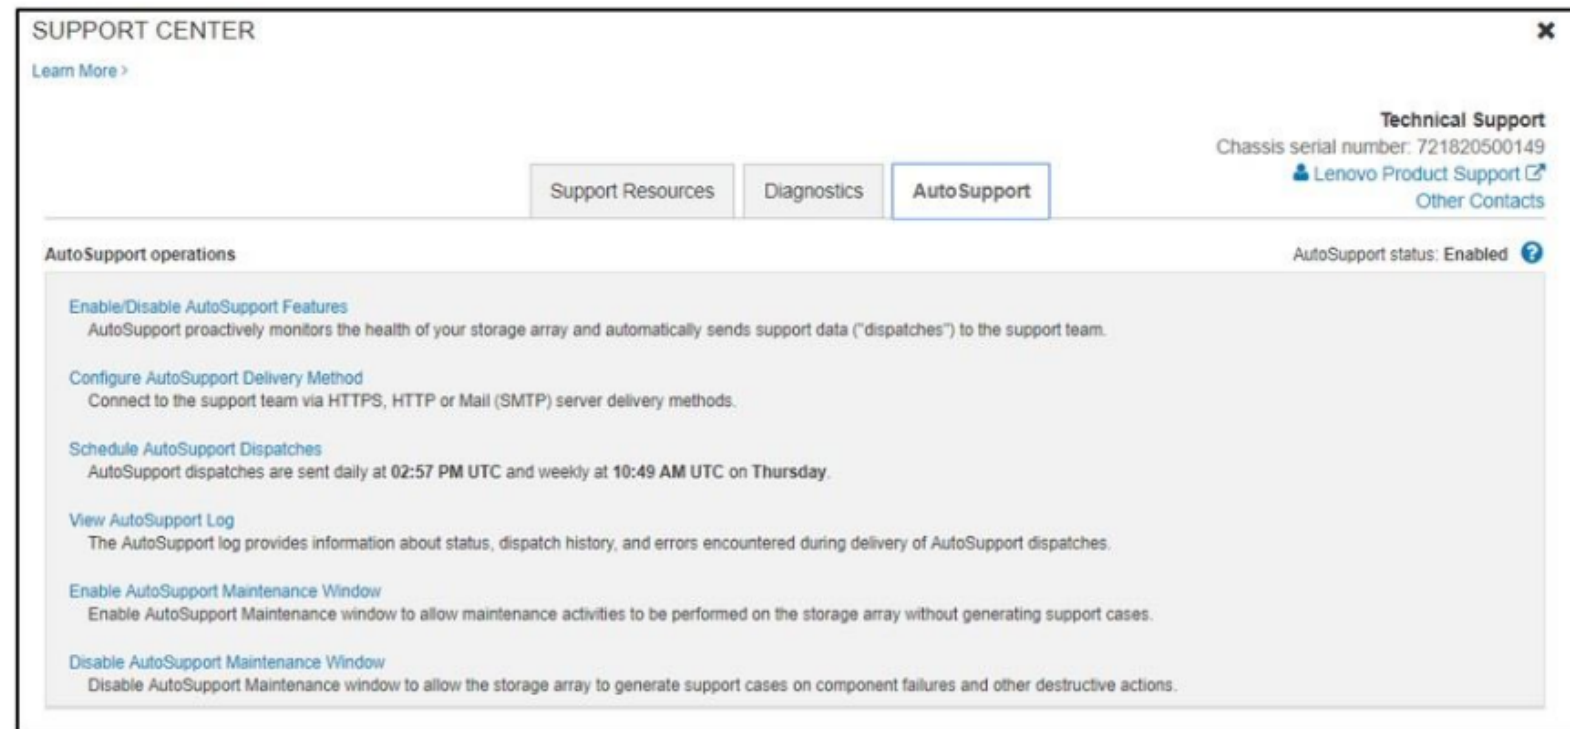 SUPPORT CENTER
Learn More >
Technical Support
Chassis serial number: 721820500149
Lenovo Product Support
Other Contacts
Support Resources
Diagnostics
AutoSupport
AutoSupport operations
AutoSupport status: Enabled
Enable/Disable AutoSupport Features
AutoSupport proactively monitors the health of your storage array and automatically sends support data ("dispatches") to the support team.
Configure AutoSupport Delivery Method
Connect to the support team via HTTPS, HTTP or Mail (SMTP) server delivery methods.
Schedule AutoSupport Dispatches
AutoSupport dispatches are sent daily at 02:57 PM UTC and weekly at 10:49 AM UTC on Thursday.
View AutoSupport Log
The AutoSupport log provides information about status, dispatch history, and errors encountered during delivery of AutoSupport dispatches.
Enable AutoSupport Maintenance Window
Enable AutoSupport Maintenance window to allow maintenance activities to be performed on the storage array without generating support cases.
Disable AutoSupport Maintenance Window
Disable AutoSupport Maintenance window to allow the storage array to generate support cases on component failures and other destructive actions.